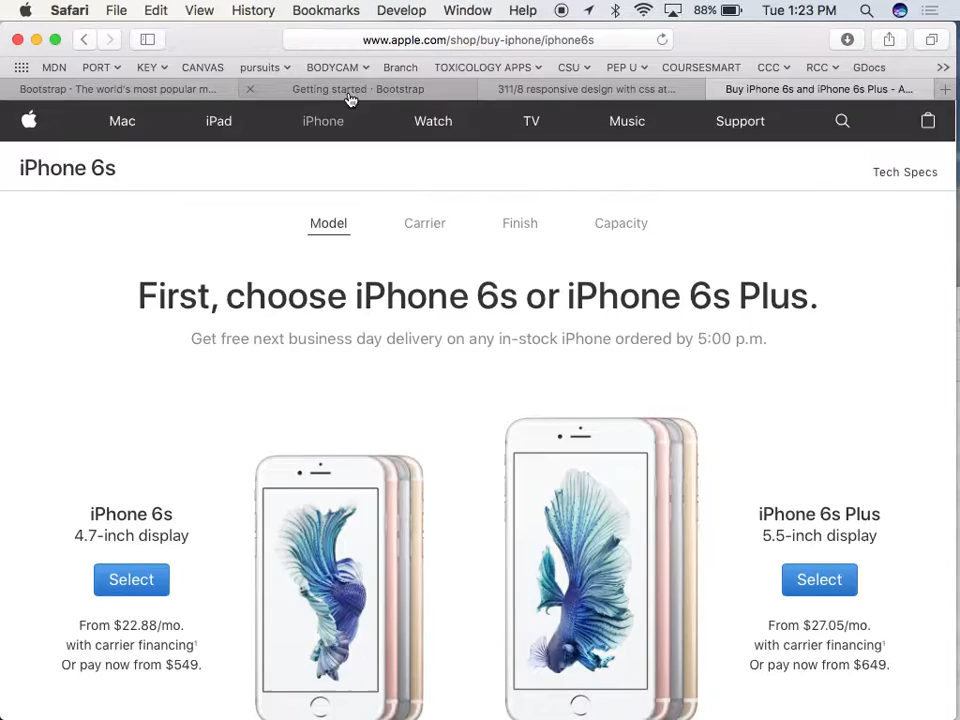 Safari File Edit View History Bookmarks Develop Window Help 88% Tue 1:23 PM
www.apple.com/shop/buy-iphone/iphone6s
MDN PORT KEY CANVAS pursuits BODYCAM Branch TOXICOLOGY APPS CSU PEP U COURSESMART CCC RCC GDocs
Bootstrap · The world's most popular m... Getting started · Bootstrap 311/8 responsive design with css at... Buy iPhone 6s and iPhone 6s Plus - A...
Mac iPad iPhone Watch TV Music Support
iPhone 6s
Tech Specs
Model Carrier Finish Capacity
First, choose iPhone 6s or iPhone 6s Plus.
Get free next business day delivery on any in-stock iPhone ordered by 5:00 p.m.
iPhone 6s
4.7-inch display
Select
From $22.88/mo.
with carrier financing¹
Or pay now from $549.
iPhone 6s Plus
5.5-inch display
Select
From $27.05/mo.
with carrier financing¹
Or pay now from $649.